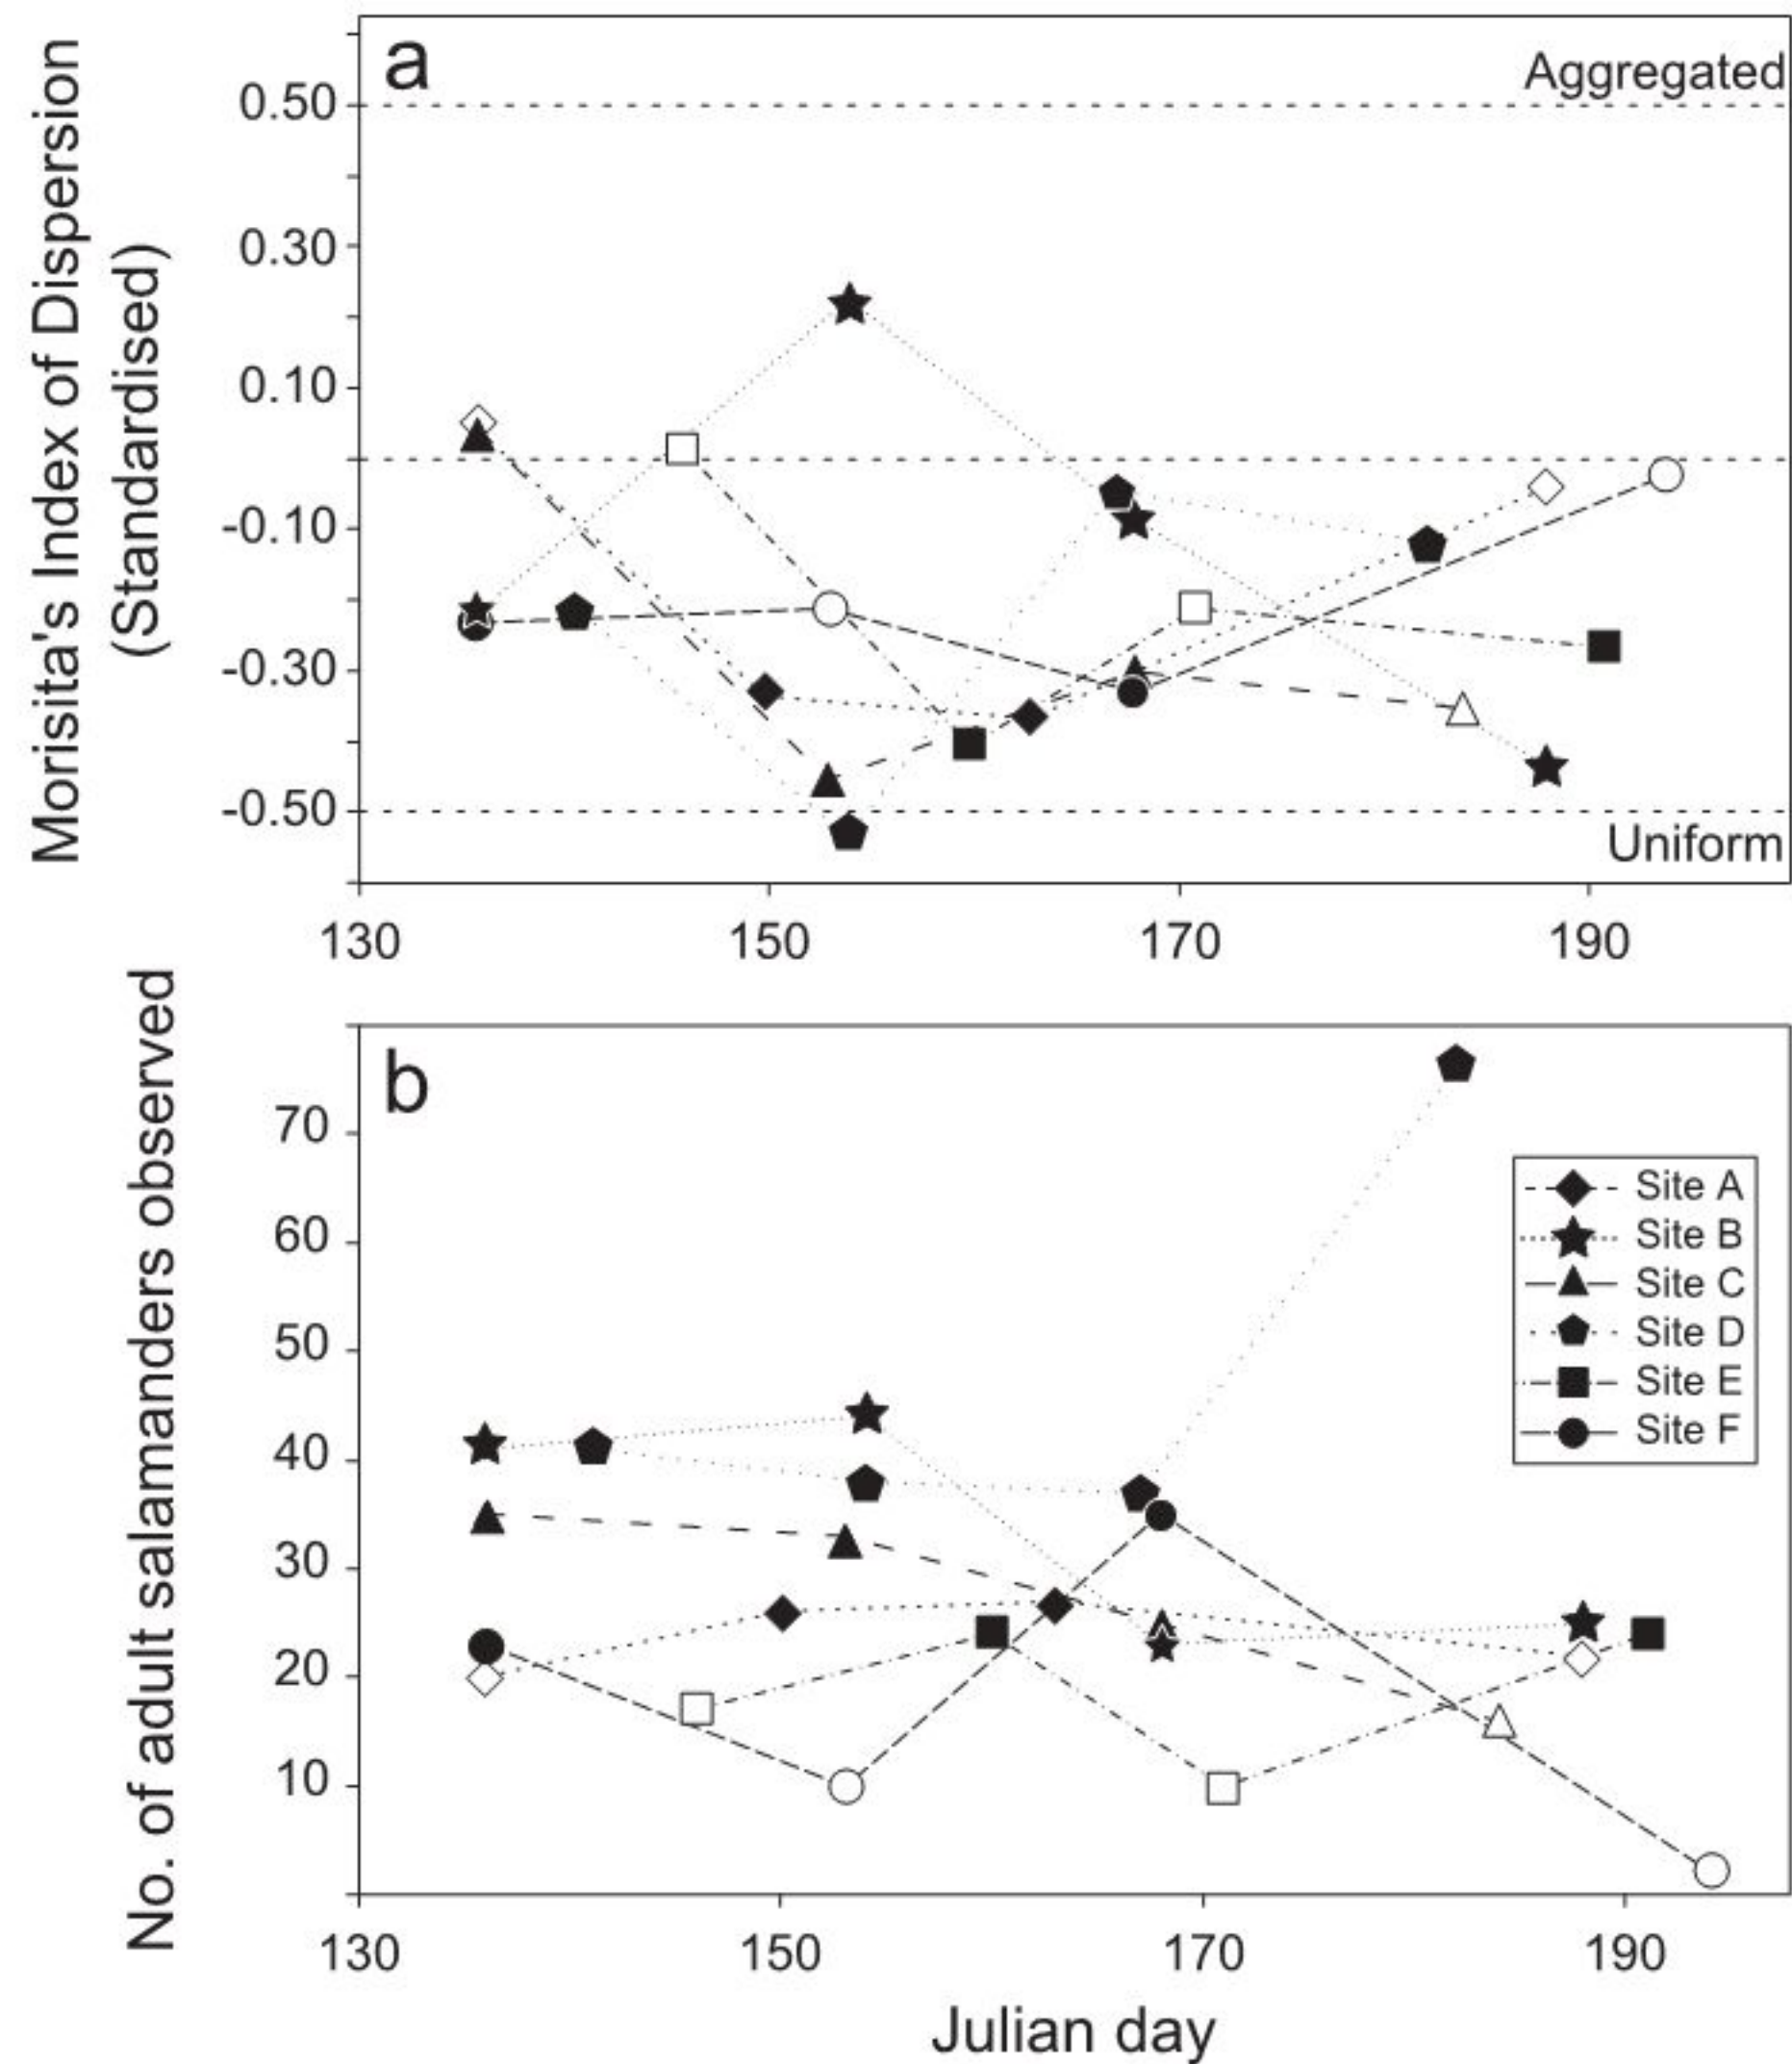 a
Aggregated
Morisita's Index of Dispersion
(Standardised)
0.50
0.30
0.10
-0.10
-0.30
-0.50
Uniform
130 150 170 190
b
No. of adult salamanders observed
70
60
50
40
30
20
10
Site A
Site B
Site C
Site D
Site E
Site F
130 150 170 190
Julian day